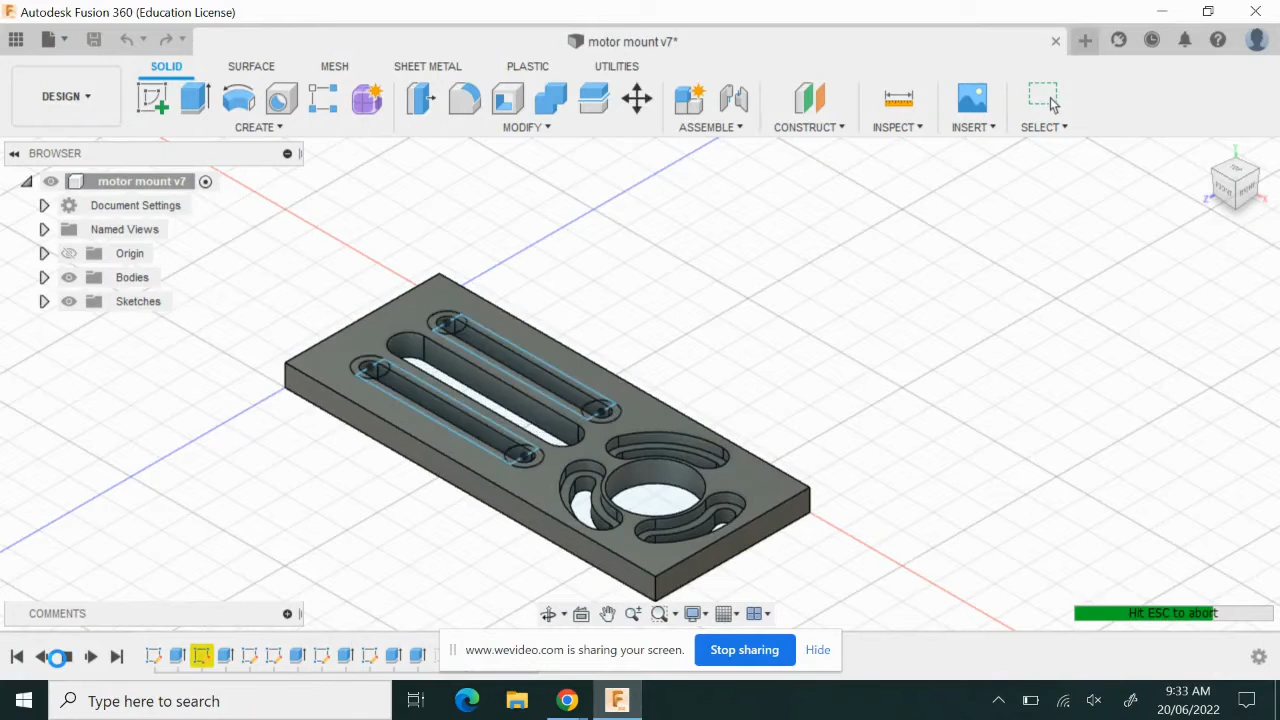 Autodesk Fusion 360 (Education License)
motor mount v7*
DESIGN
SOLID SURFACE MESH SHEET METAL PLASTIC UTILITIES
CREATE MODIFY ASSEMBLE CONSTRUCT INSPECT INSERT SELECT
BROWSER
motor mount v7
Document Settings
Named Views
Origin
Bodies
Sketches
TOP
FRONT
Z
X
Hit ESC to abort
COMMENTS
www.wevideo.com is sharing your screen. Stop sharing Hide
Type here to search
9:33 AM
20/06/2022